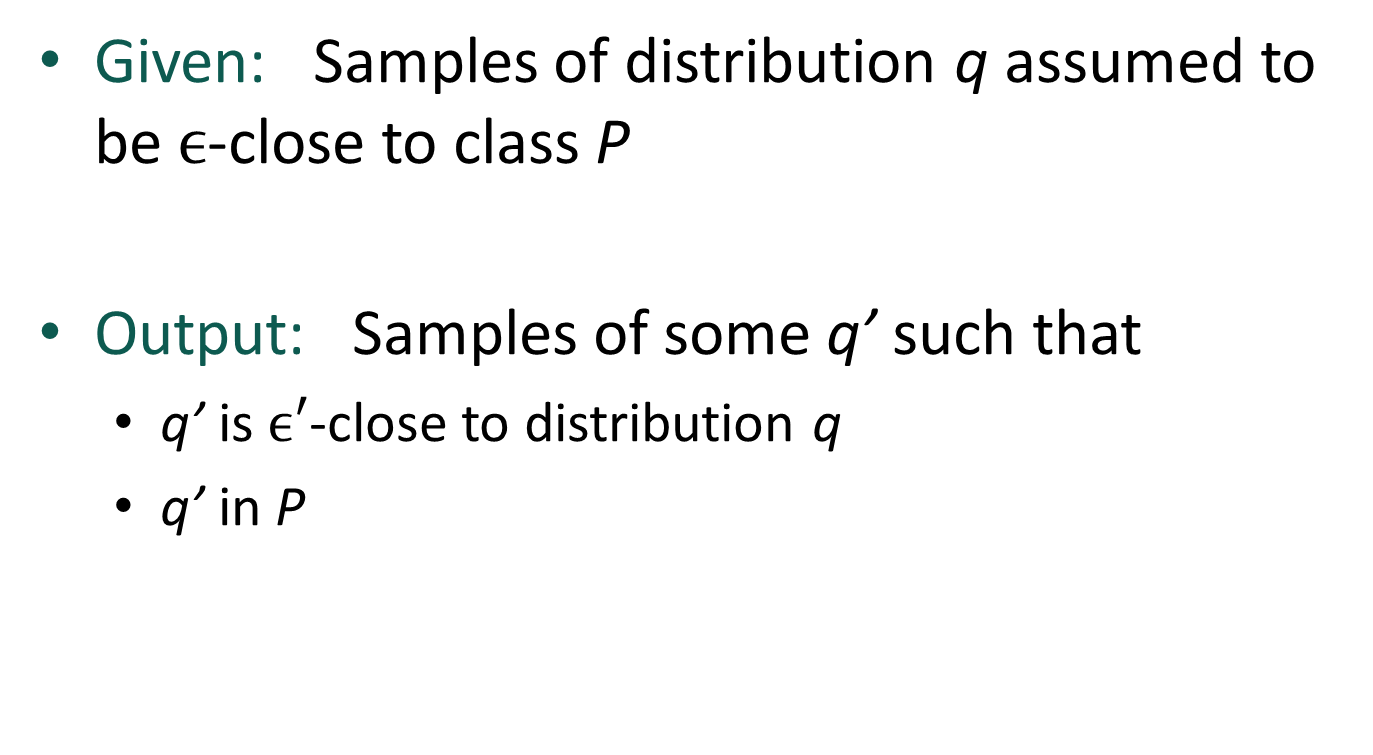 • Given: Samples of distribution q assumed to
be ϵ-close to class P
• Output: Samples of some q’ such that
• q’ is ϵ′-close to distribution q
• q’ in P